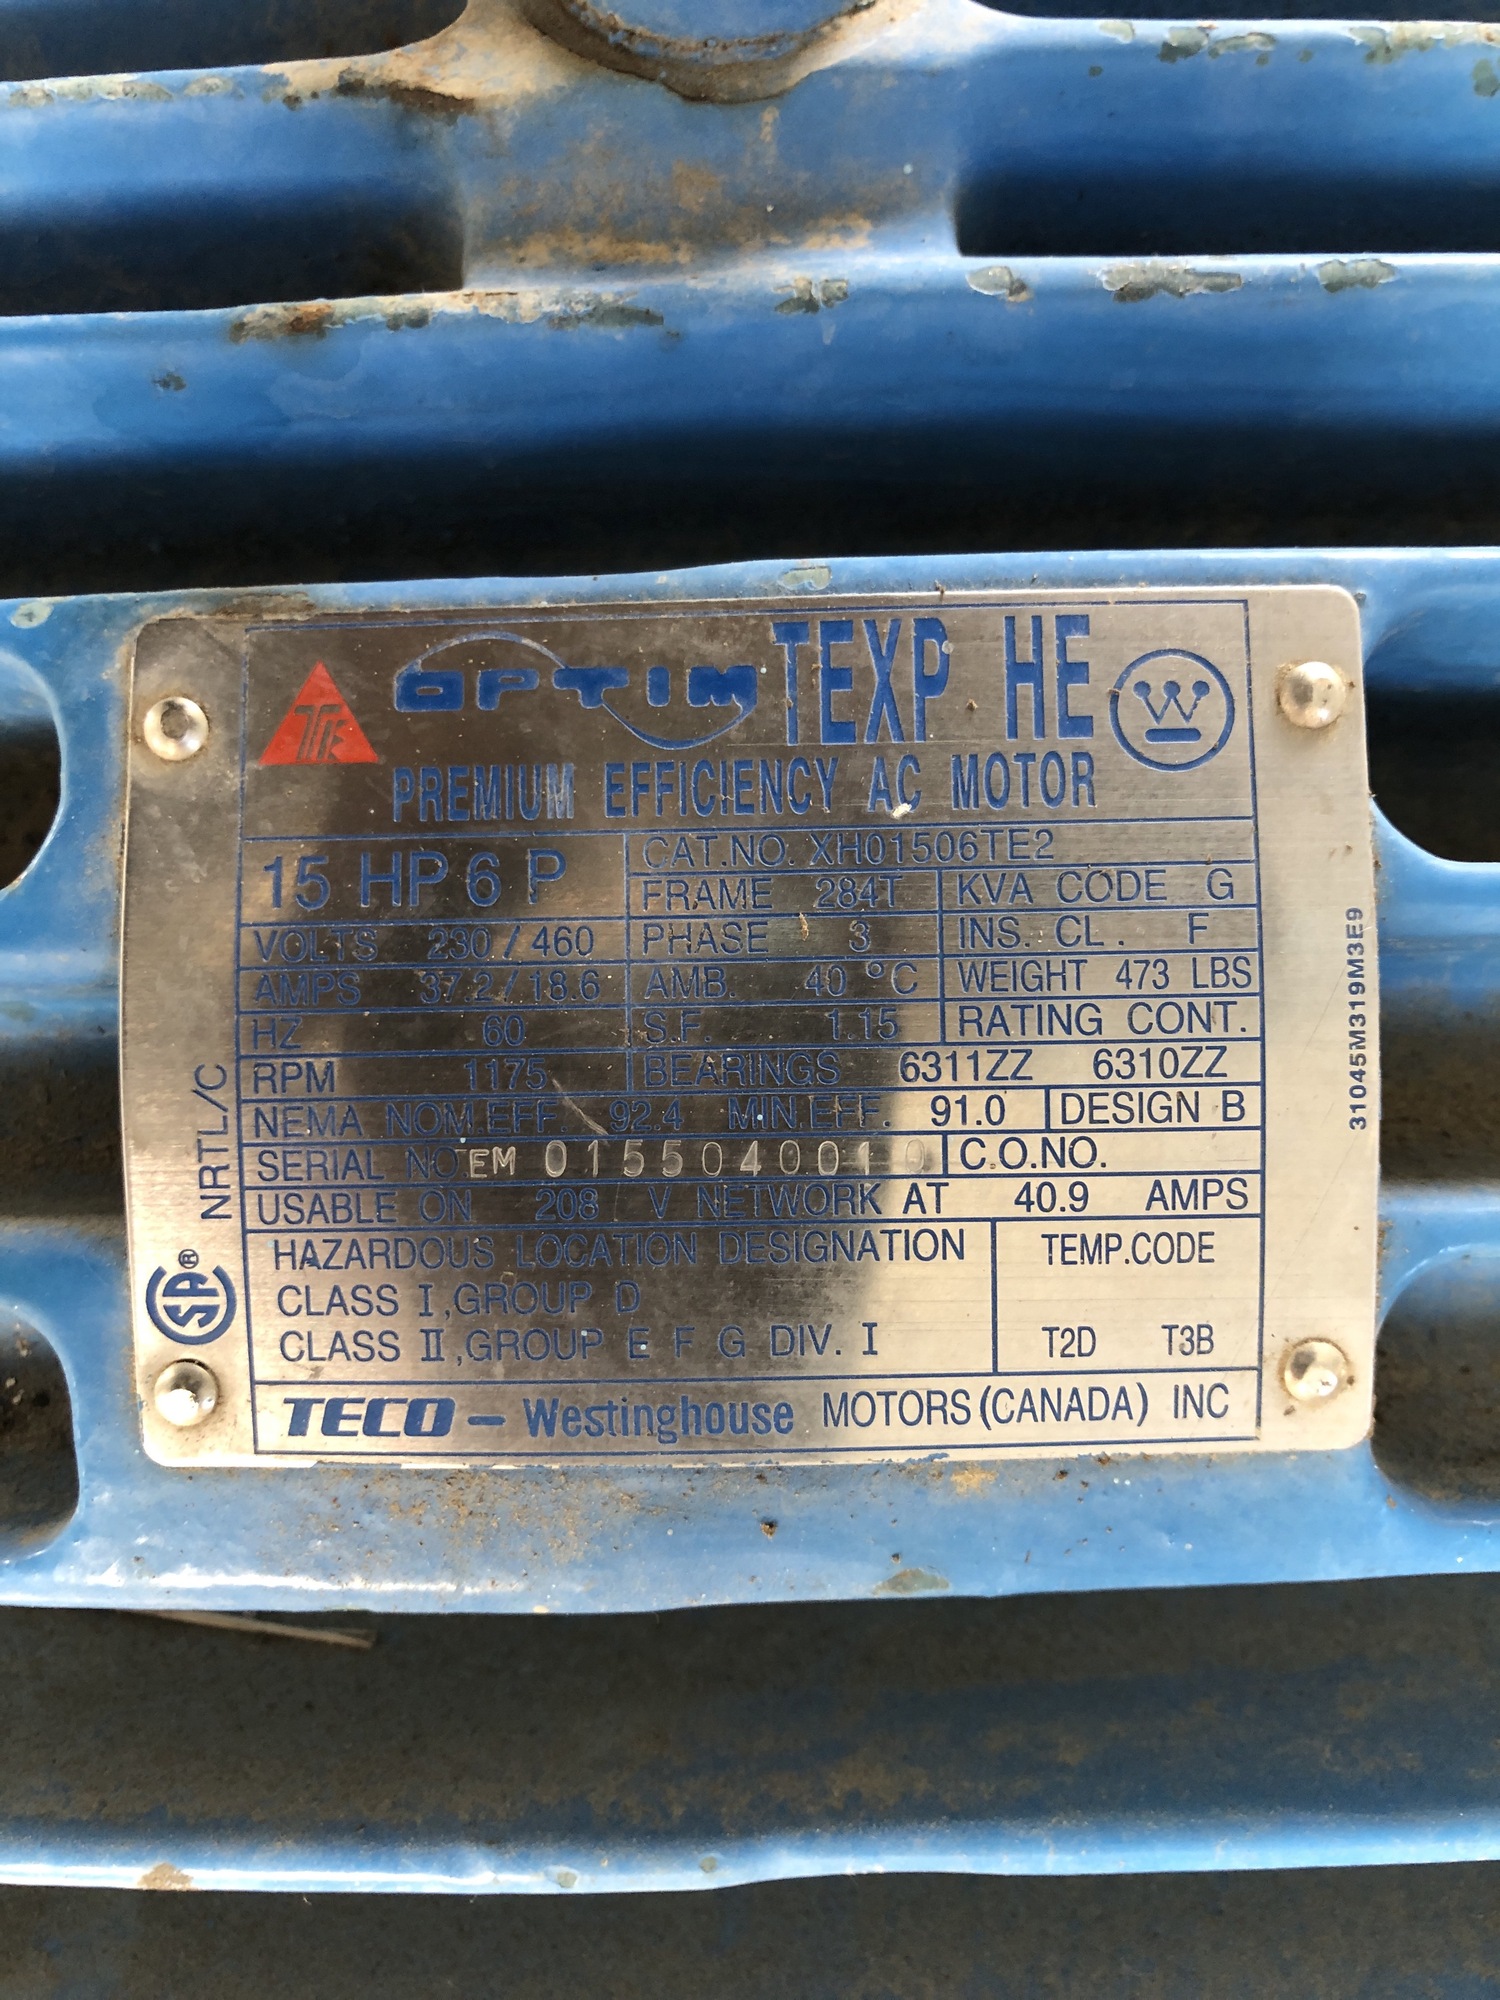 OPTIM TEXP HE
W
TECO
PREMIUM EFFICIENCY AC MOTOR
15 HP 6 P
CAT.NO. XH01506TE2
FRAME 284T KVA CODE G
VOLTS 230/460 PHASE 3 INS. CL. F
AMPS 37.2/18.6 AMB. 40 °C WEIGHT 473 LBS
HZ 60 S.F. 1.15 RATING CONT.
RPM 1175 BEARINGS 6311ZZ 6310ZZ
NEMA NOM.EFF. 92.4 MIN.EFF. 91.0 DESIGN B
SERIAL NO. EM 0155040010 C.O.NO.
USABLE ON 208 V NETWORK AT 40.9 AMPS
HAZARDOUS LOCATION DESIGNATION TEMP.CODE
CLASS I,GROUP D
CLASS II,GROUP E F G DIV. I T2D T3B
TECO – Westinghouse MOTORS (CANADA) INC
NRTL/C
SA®
31045M319M3E9